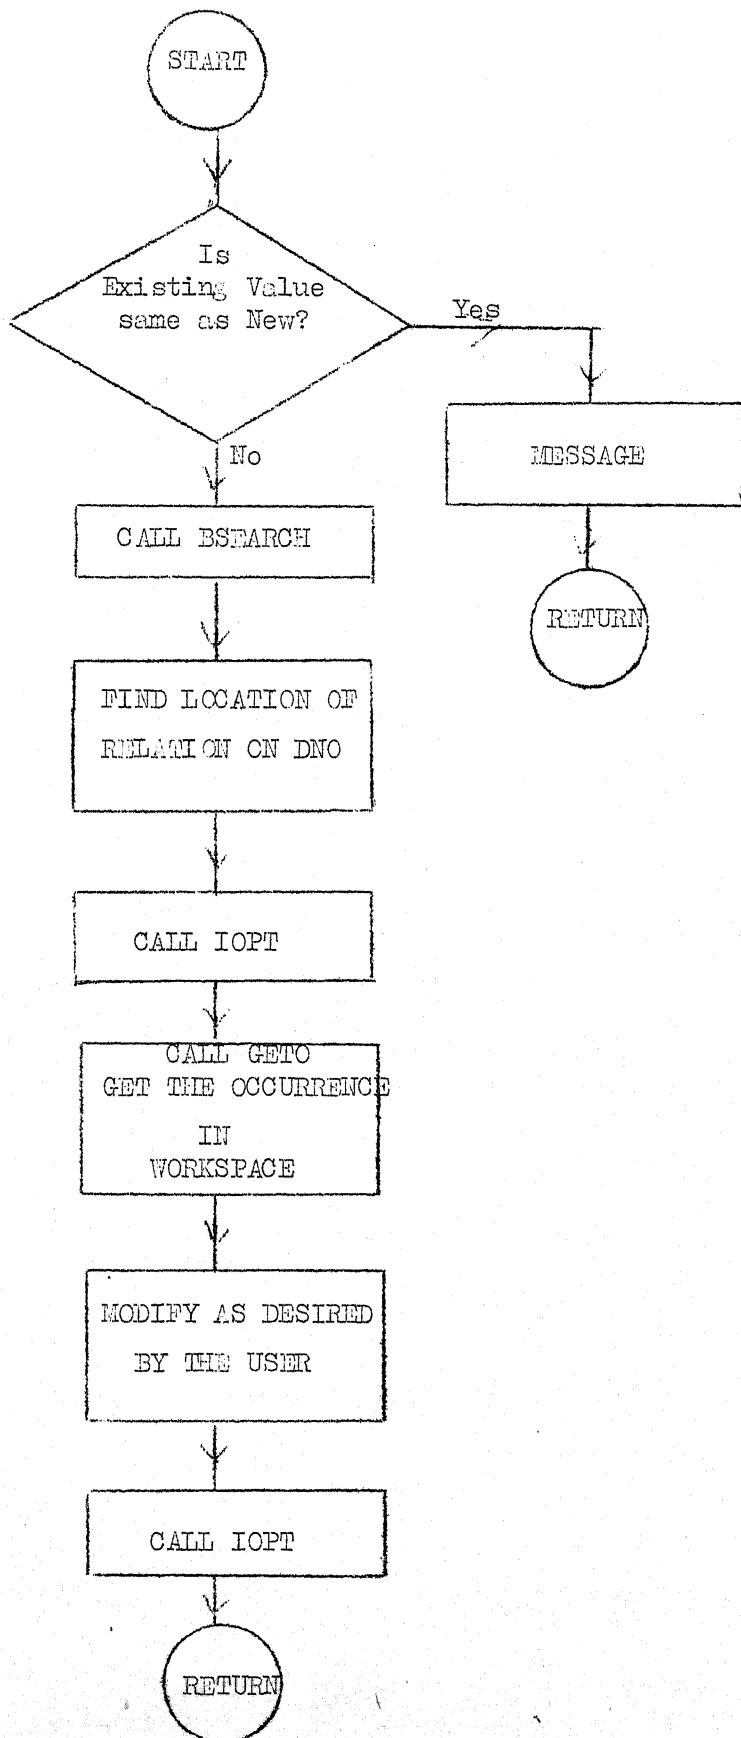 START
Is
Existing Value
same as New?
Yes
No
MESSAGE
CALL BSEARCH
RETURN
FIND LOCATION OF
RELATION ON DNO
CALL IOPT
CALL GETO
GET THE OCCURRENCE
IN
WORKSPACE
MODIFY AS DESIRED
BY THE USER
CALL IOPT
RETURN